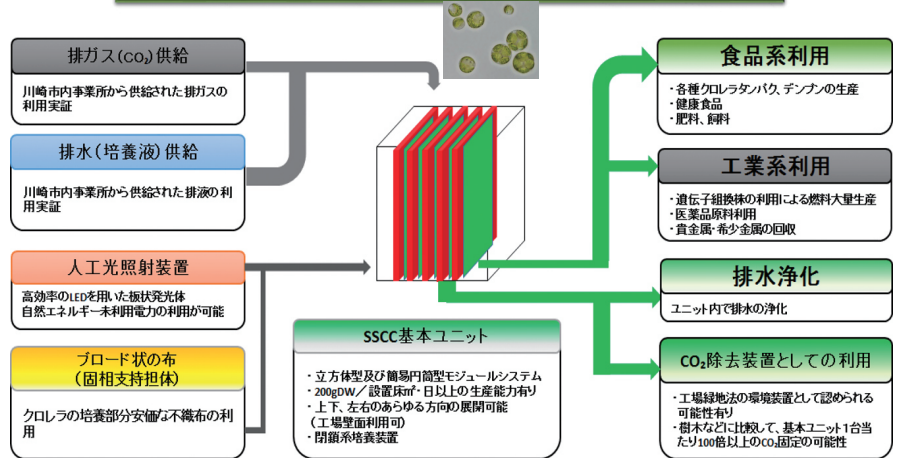 排ガス(CO₂)供給
川崎市内事業所から供給された排ガスの
利用実証
排水(培養液)供給
川崎市内事業所から供給された排液の利
用実証
人工光照射装置
高効率のLEDを用いた板状発光体
自然エネルギー未利用電力の利用が可能
ブロード状の布
(固相支持担体)
クロレラの培養部分安価な不織布の利
用
SSCC基本ユニット
・立方体型及び簡易円筒型モジュールシステム
・200gDW/設置床㎡・日以上の生産能力有り
・上下、左右のあらゆる方向の展開可能
(工場壁面利用可)
・閉鎖系培養装置
食品系利用
・各種クロレラタンパク、デンプンの生産
・健康食品
・肥料、飼料
工業系利用
・遺伝子組換株の利用による燃料大量生産
・医薬品原料利用
・貴金属・希少金属の回収
排水浄化
ユニット内で排水の浄化
CO₂除去装置としての利用
・工場緑地法の環境装置として認められる
可能性有り
・樹木などに比較して、基本ユニット1台当
たり100倍以上のCO₂固定の可能性